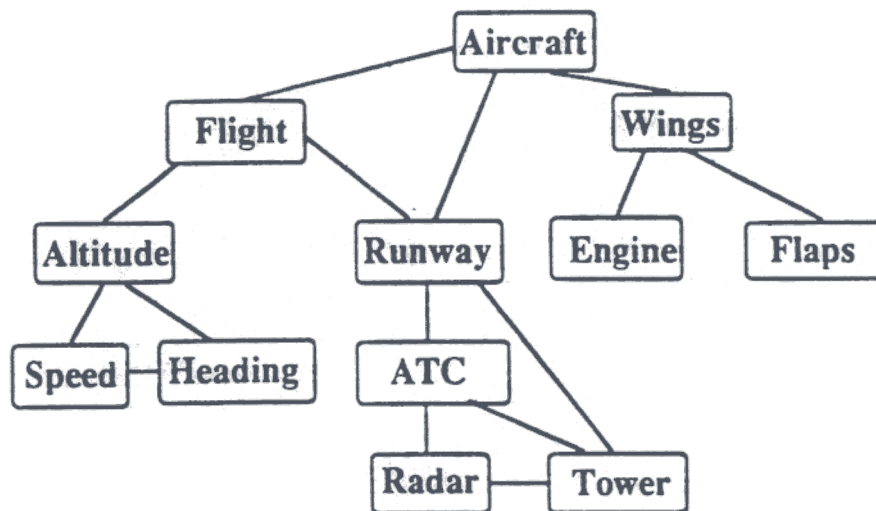 Aircraft
Flight
Wings
Altitude
Runway
Engine
Flaps
Speed
Heading
ATC
Radar
Tower